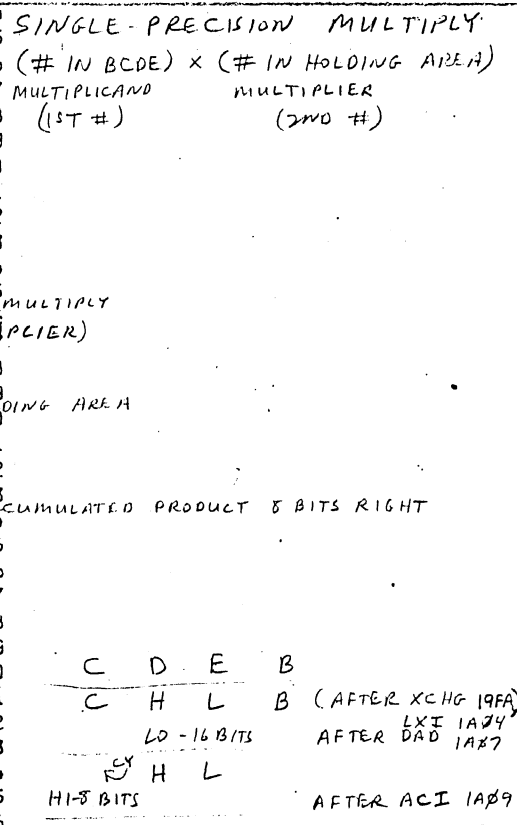 SINGLE-PRECISION MULTIPLY
(# IN BCDE) × (# IN HOLDING AREA)
MULTIPLICAND MULTIPLIER
(1ST #) (2ND #)
MULTIPLY
PLIER)
DING AREA
CUMULATED PRODUCT 8 BITS RIGHT
C D E B
C H L B (AFTER XCHG 19FA)
LXI 1A04
LO-16 BITS AFTER DAD 1A07
CY H L
HI-8 BITS AFTER ACI 1A09